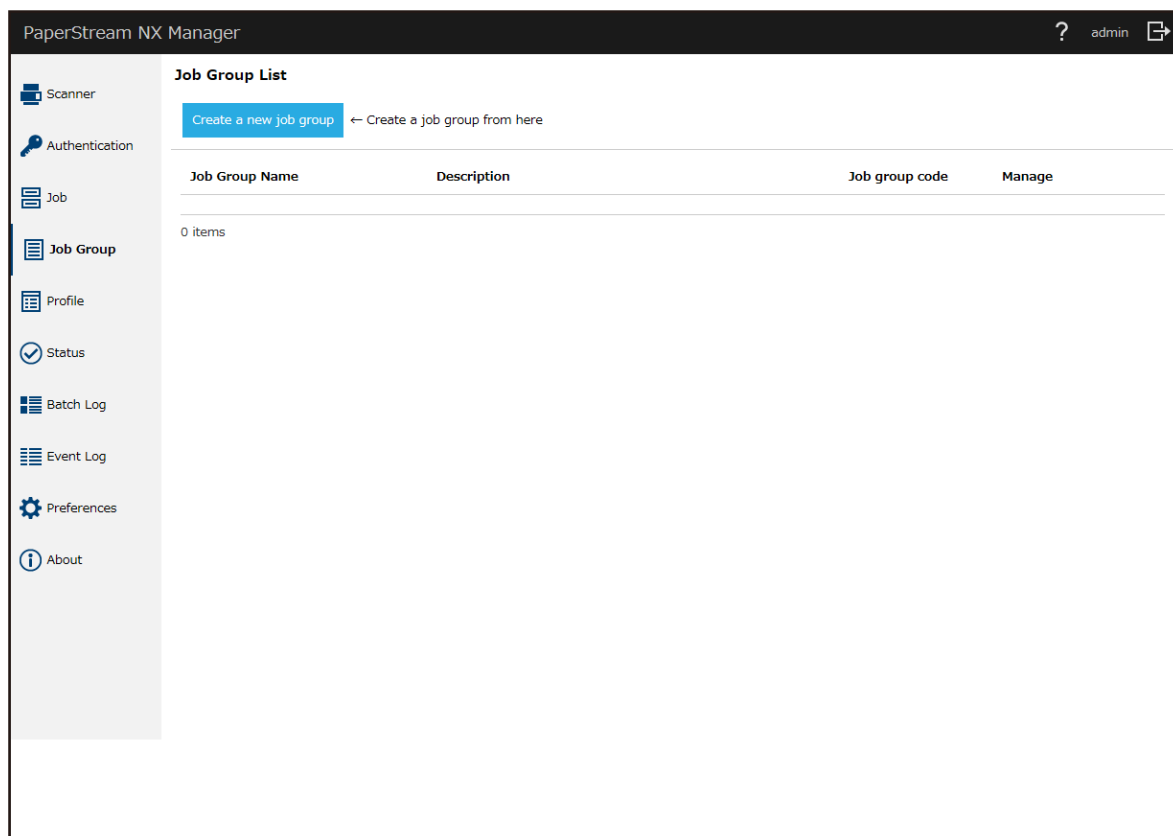 PaperStream NX Manager ? admin
Scanner
Authentication
Job
Job Group
Profile
Status
Batch Log
Event Log
Preferences
About
Job Group List
Create a new job group ← Create a job group from here
Job Group Name Description Job group code Manage
0 items